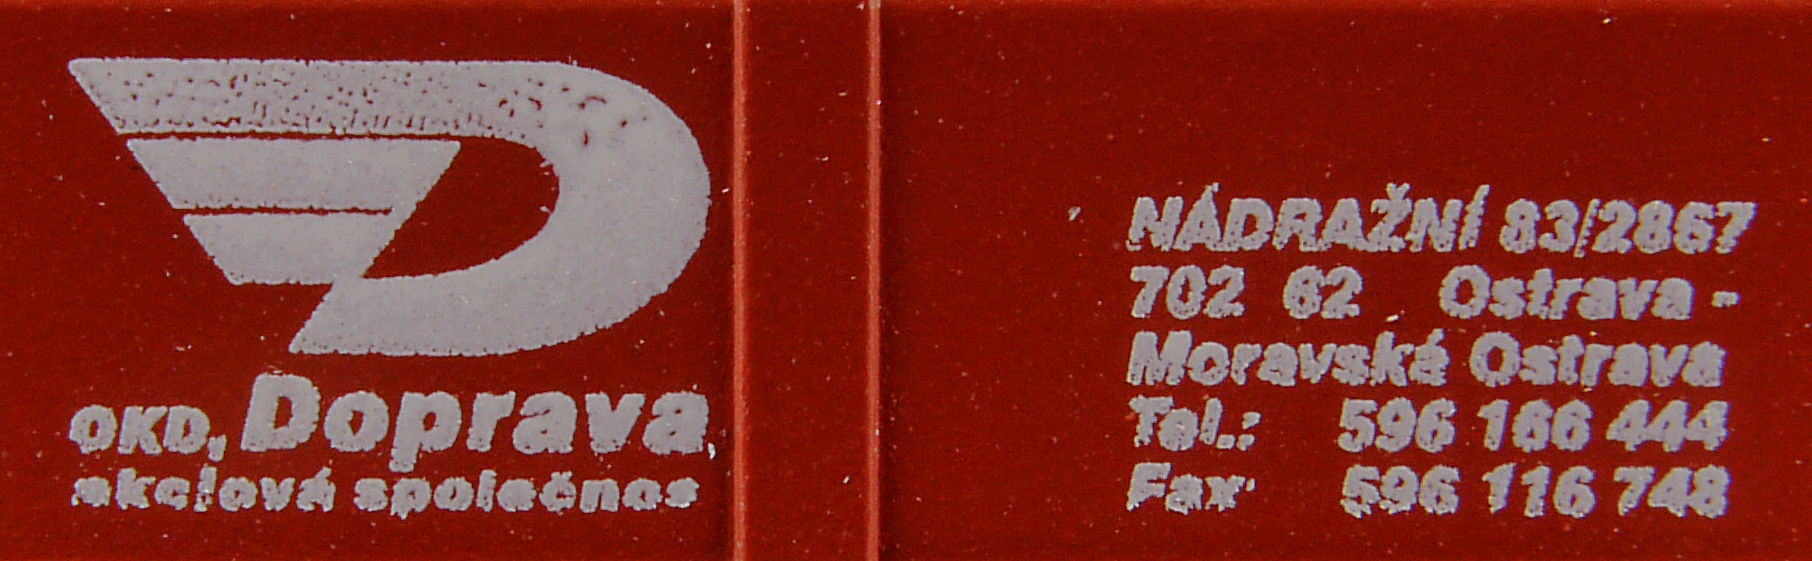 OKD, Doprava
akciová společnos
NÁDRAŽNÍ 83/2867
702 62 Ostrava -
Moravská Ostrava
Tel.: 596 166 444
Fax 596 116 748